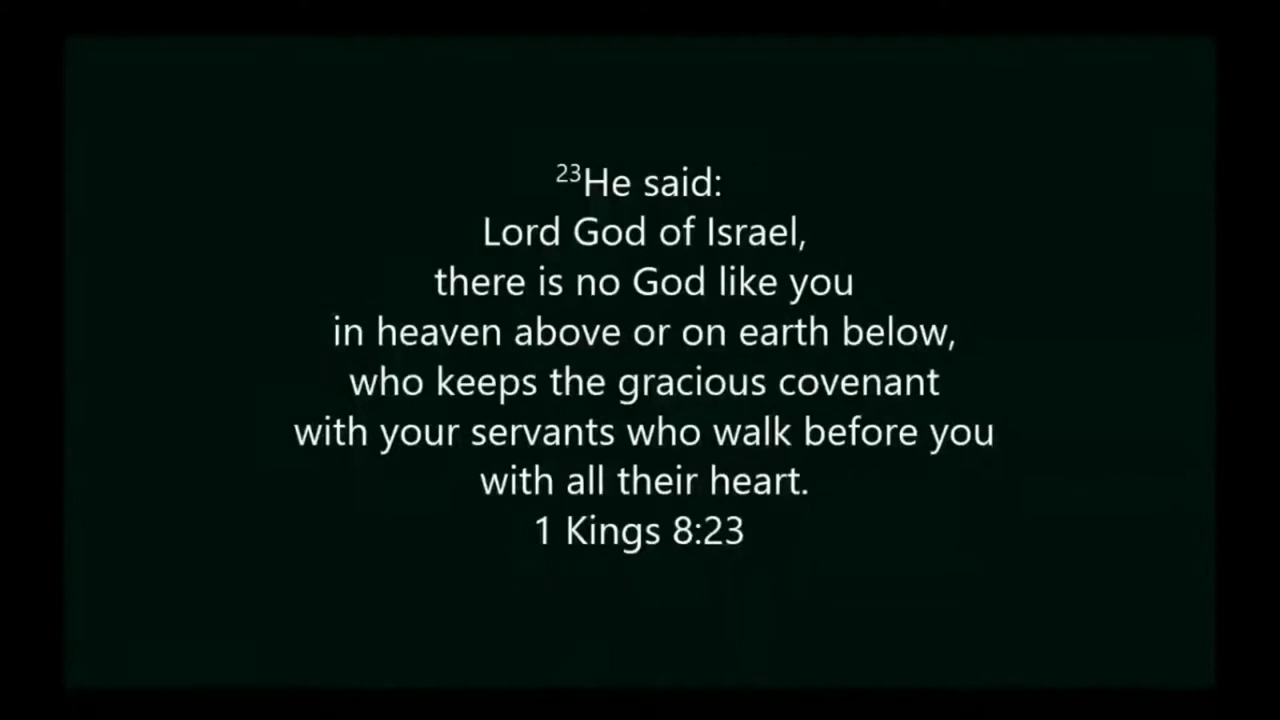 ²³He said:
Lord God of Israel,
there is no God like you
in heaven above or on earth below,
who keeps the gracious covenant
with your servants who walk before you
with all their heart.
1 Kings 8:23